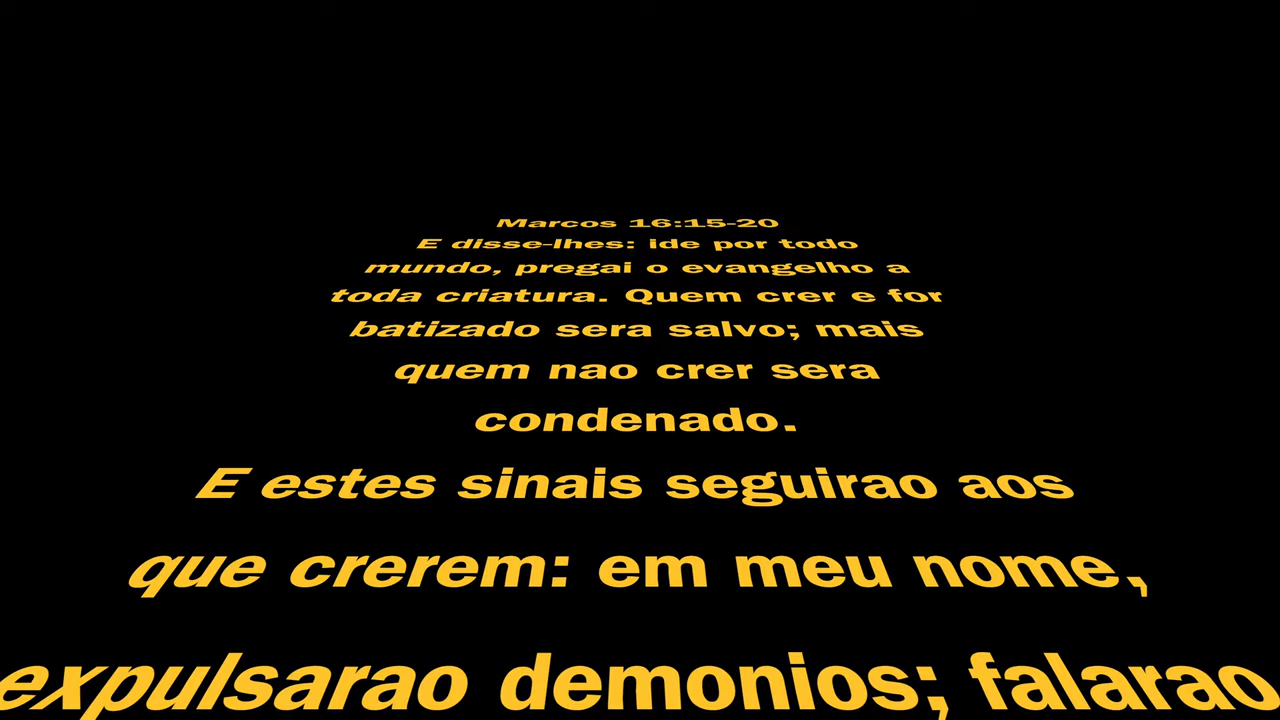 Marcos 16:15-20
E disse-lhes: ide por todo
mundo, pregai o evangelho a
toda criatura. Quem crer e for
batizado sera salvo; mais
quem nao crer sera
condenado.
E estes sinais seguirao aos
que crerem: em meu nome,
expulsarao demonios; falarao